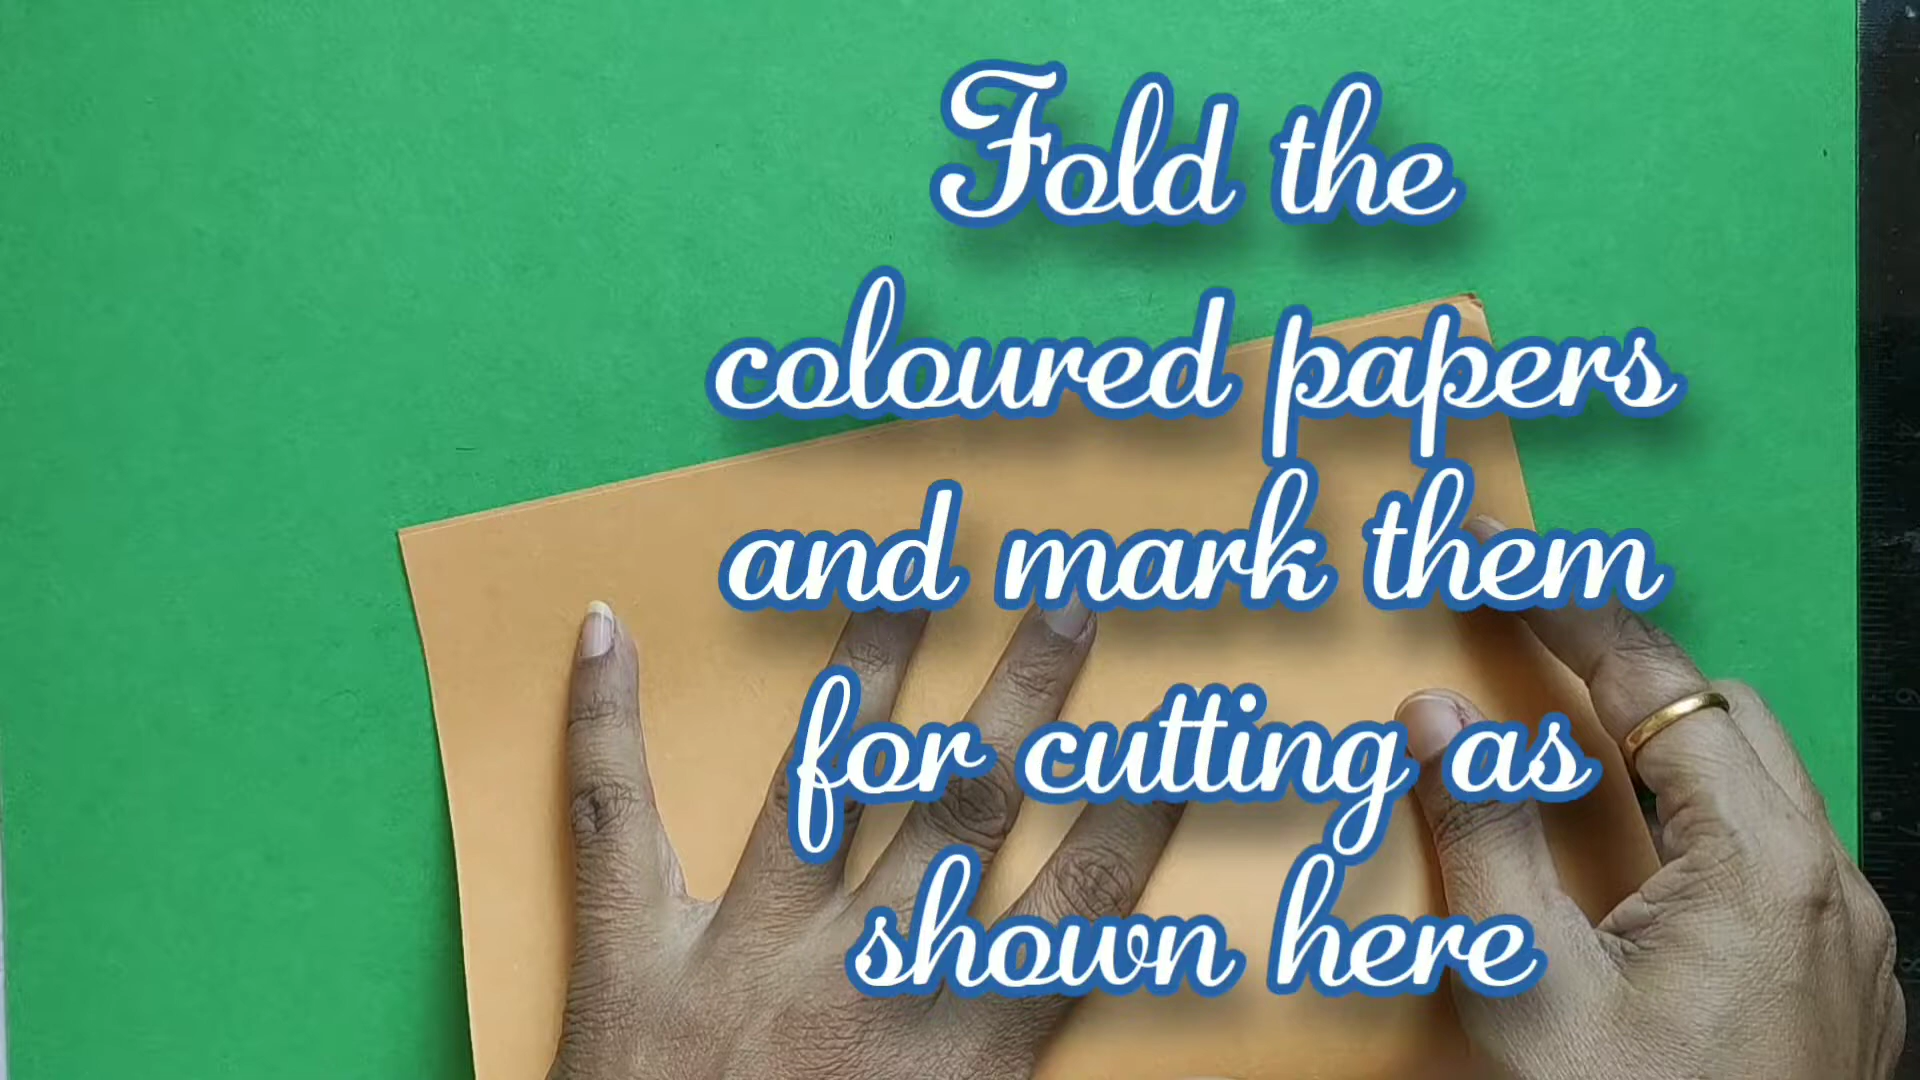 Fold the
coloured papers
and mark them
for cutting as
shown here